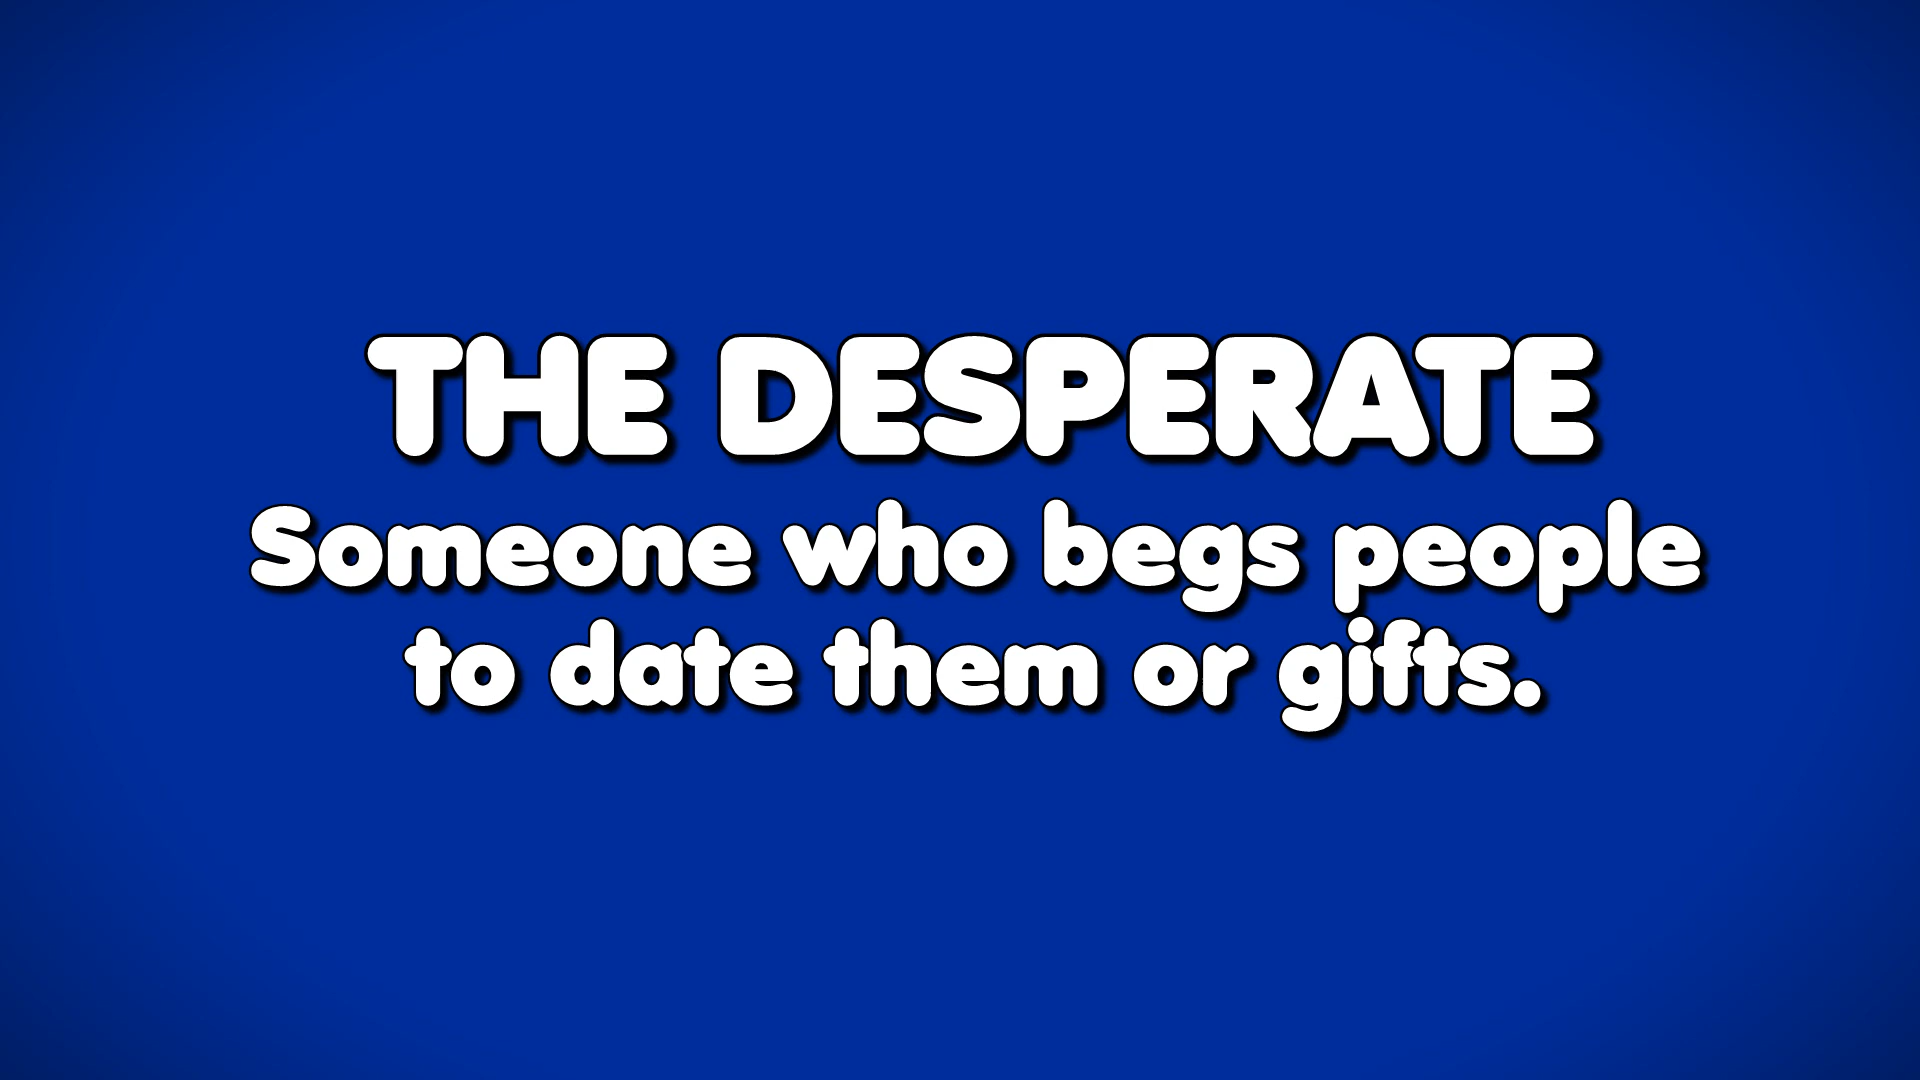 THE DESPERATE
Someone who begs people
to date them or gifts.